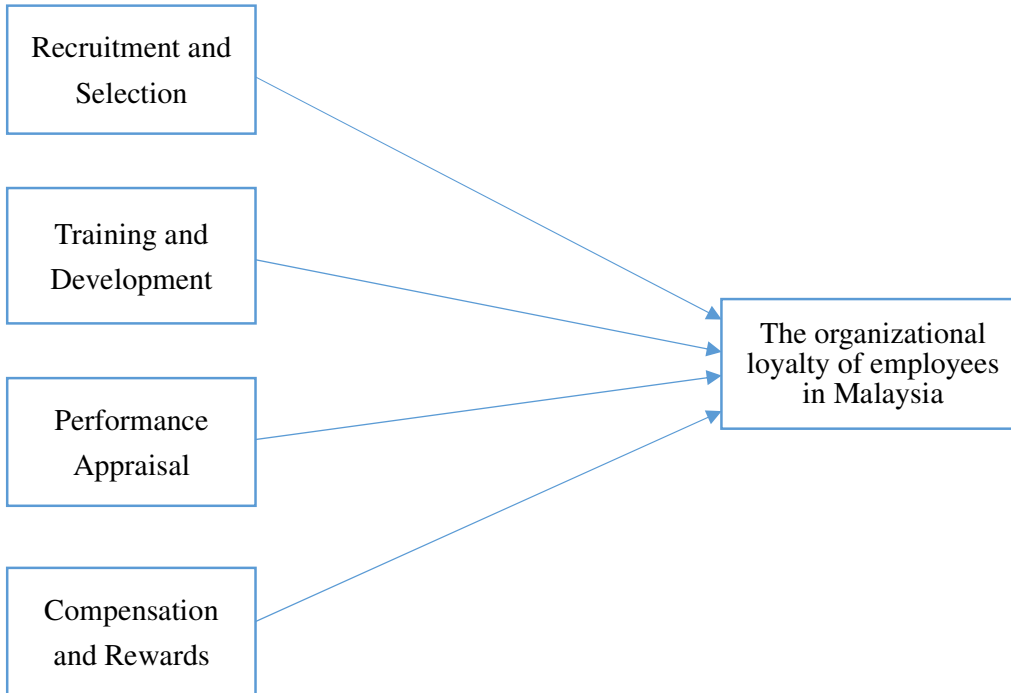 Recruitment and
Selection
Training and
Development
Performance
Appraisal
Compensation
and Rewards
The organizational
loyalty of employees
in Malaysia